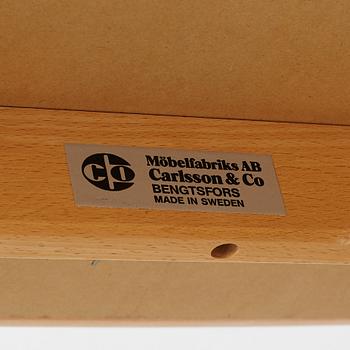 Möbelfabriks AB
Carlsson & Co
BENGTSFORS
MADE IN SWEDEN